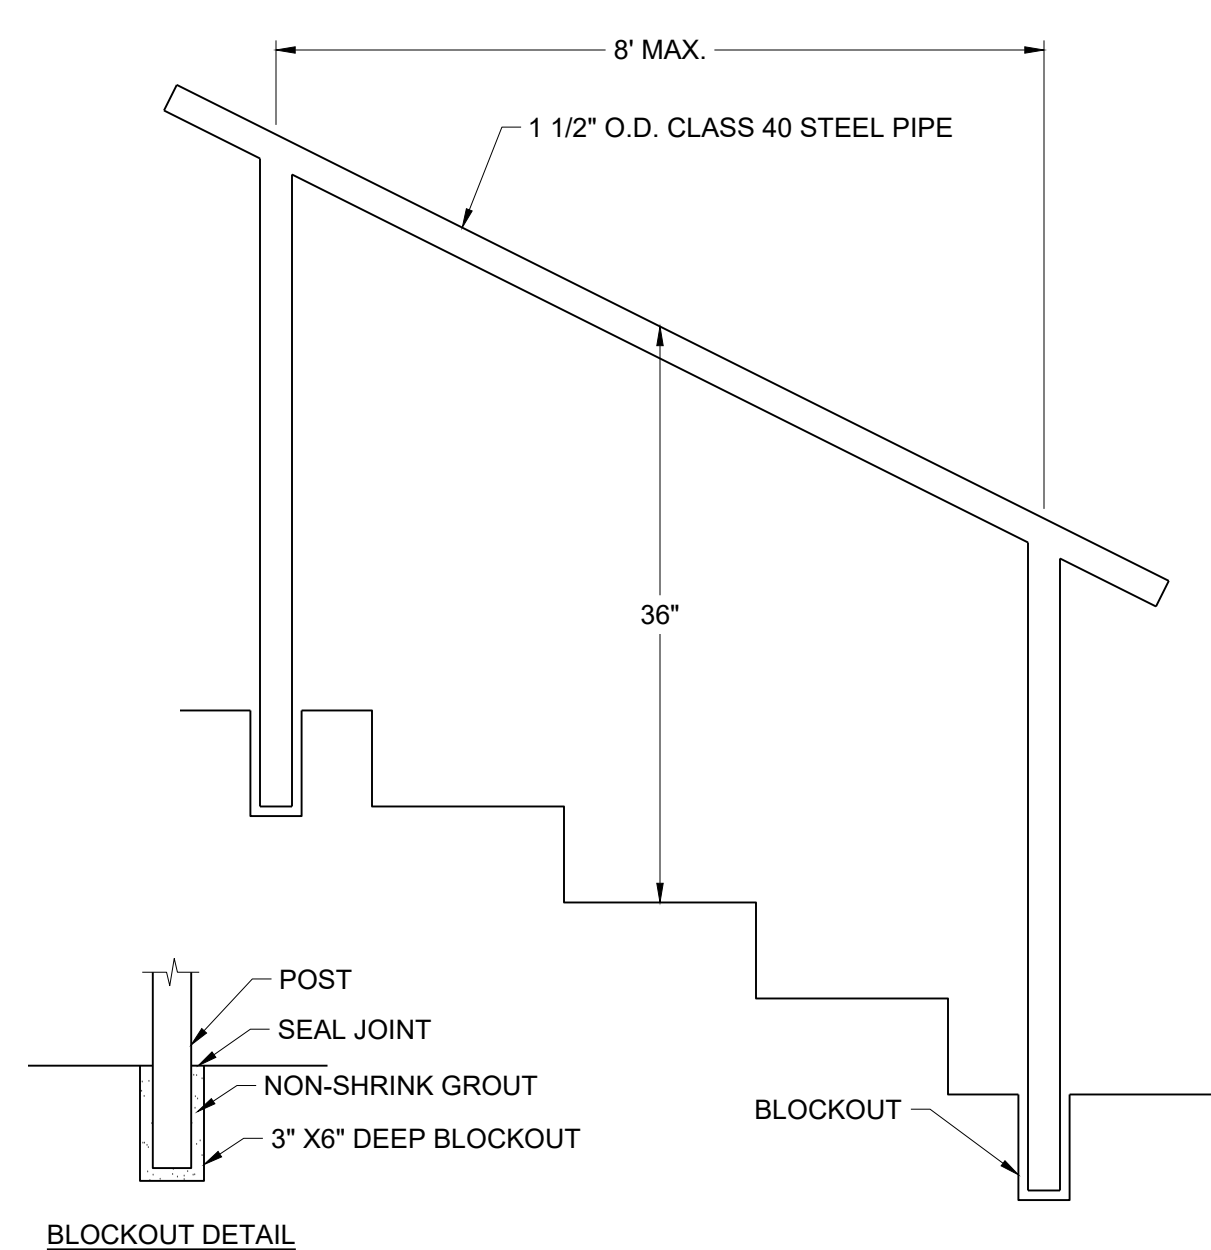 8' MAX.
1 1/2" O.D. CLASS 40 STEEL PIPE
36"
POST
SEAL JOINT
NON-SHRINK GROUT
3" X6" DEEP BLOCKOUT
BLOCKOUT
BLOCKOUT DETAIL